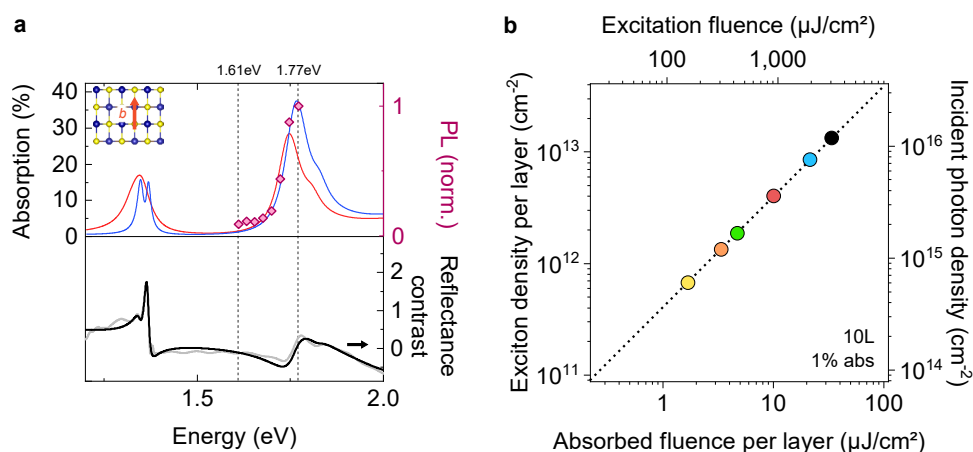 a
1.61eV
1.77eV
Absorption (%)
40
30
20
10
0
b
1
0
PL (norm.)
2
1
0
Reflectance
contrast
1.5
2.0
Energy (eV)
b
Excitation fluence (µJ/cm²)
100
1,000
Exciton density per layer (cm⁻²)
10¹³
10¹²
10¹¹
10¹⁶
10¹⁵
10¹⁴
Incident photon
density (cm⁻²)
10L
1% abs
1
10
100
Absorbed fluence per layer (µJ/cm²)